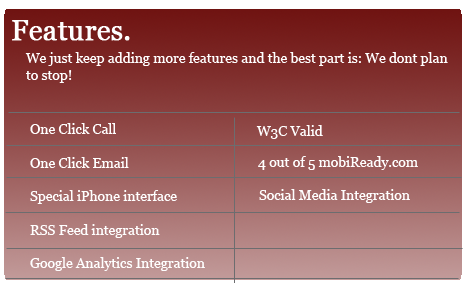 Features.
We just keep adding more features and the best part is: We dont plan
to stop!
One Click Call
W3C Valid
One Click Email
4 out of 5 mobiReady.com
Special iPhone interface
Social Media Integration
RSS Feed integration
Google Analytics Integration